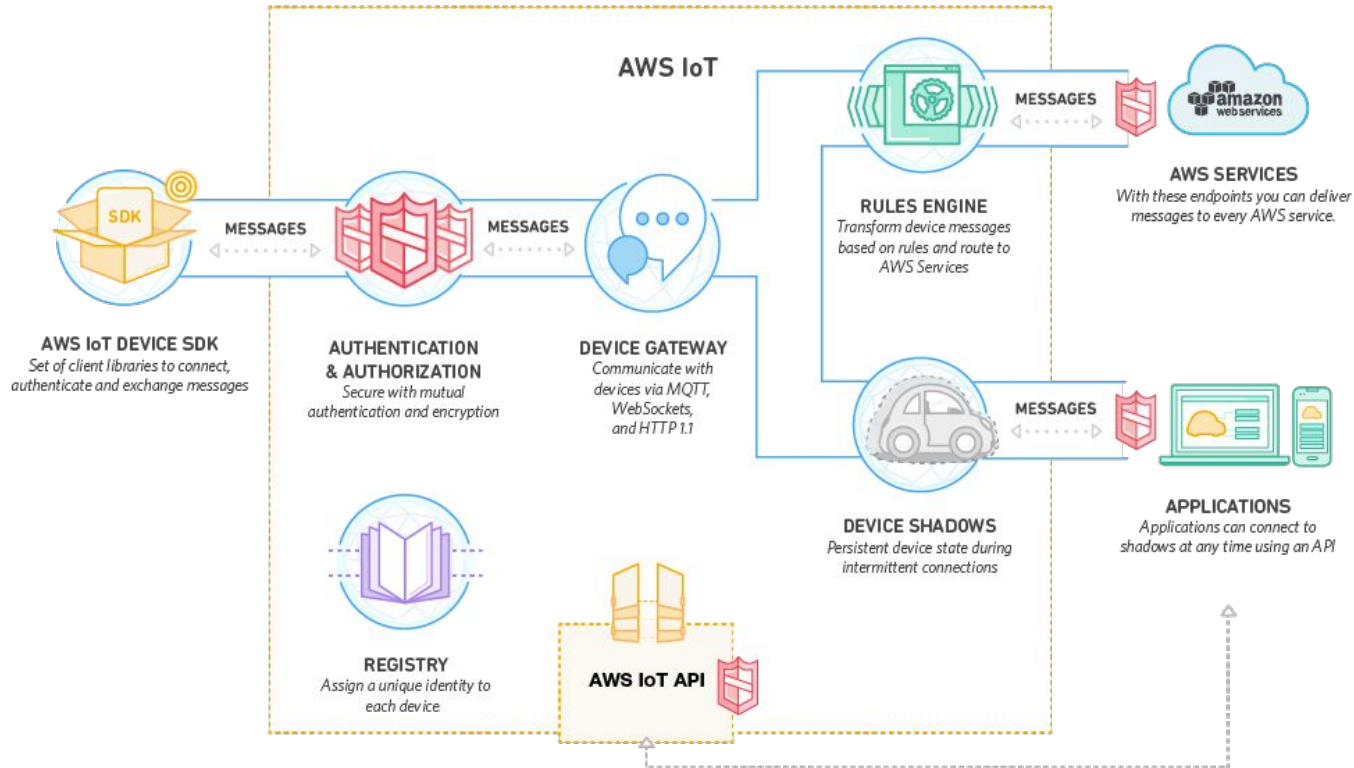 AWS IoT
SDK
MESSAGES
MESSAGES
MESSAGES
amazon
webservices
AWS SERVICES
With these endpoints you can deliver
messages to every AWS service.
RULES ENGINE
Transform device messages
based on rules and route to
AWS Services
AWS IoT DEVICE SDK
Set of client libraries to connect,
authenticate and exchange messages
AUTHENTICATION
& AUTHORIZATION
Secure with mutual
authentication and encryption
DEVICE GATEWAY
Communicate with
devices via MQTT,
WebSockets,
and HTTP 1.1
MESSAGES
DEVICE SHADOWS
Persistent device state during
intermittent connections
APPLICATIONS
Applications can connect to
shadows at any time using an API
REGISTRY
Assign a unique identity to
each device
AWS IoT API